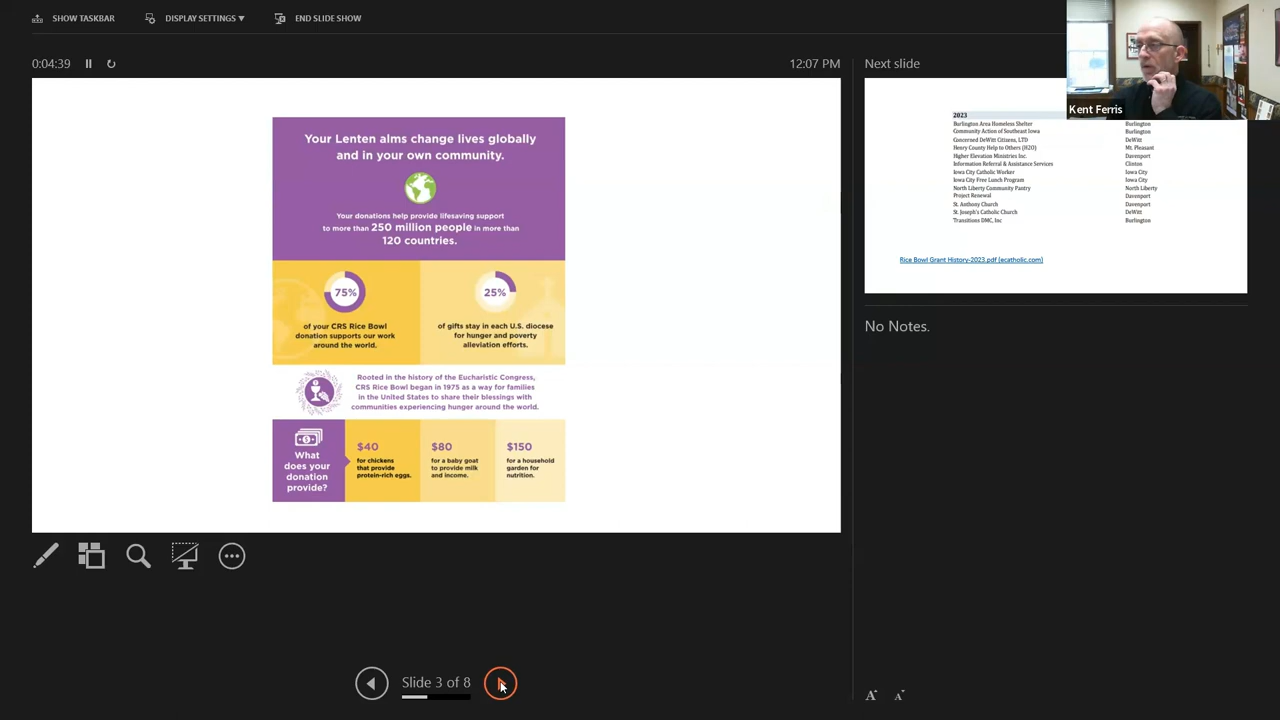 SHOW TASKBAR
DISPLAY SETTINGS ▾
END SLIDE SHOW
0:04:39
12:07 PM
Your Lenten alms change lives globally
and in your own community.
Your donations help provide lifesaving support
to more than 250 million people in more than
120 countries.
75%
of your CRS Rice Bowl
donation supports our work
around the world.
25%
of gifts stay in each U.S. diocese
for hunger and poverty
alleviation efforts.
Rooted in the history of the Eucharistic Congress,
CRS Rice Bowl began in 1975 as a way for families
in the United States to share their blessings with
communities experiencing hunger around the world.
What
does your
donation
provide?
$40
for chickens
that provide
protein-rich eggs.
$80
for a baby goat
to provide milk
and income.
$150
for a household
garden for
nutrition.
Slide 3 of 8
Next slide
Kent Ferris
2023
Burlington Area Homeless Shelter Burlington
Community Action of Southeast Iowa Burlington
Concerned DeWitt Citizens, LTD DeWitt
Henry County Help to Others (H2O) Mt. Pleasant
Higher Elevation Ministries Inc. Davenport
Information Referral & Assistance Services Clinton
Iowa City Catholic Worker Iowa City
Iowa City Free Lunch Program Iowa City
North Liberty Community Pantry North Liberty
Project Renewal Davenport
St. Anthony Church Davenport
St. Joseph's Catholic Church DeWitt
Transitions DMC, Inc Burlington
Rice Bowl Grant History-2023.pdf (ecatholic.com)
No Notes.
A A